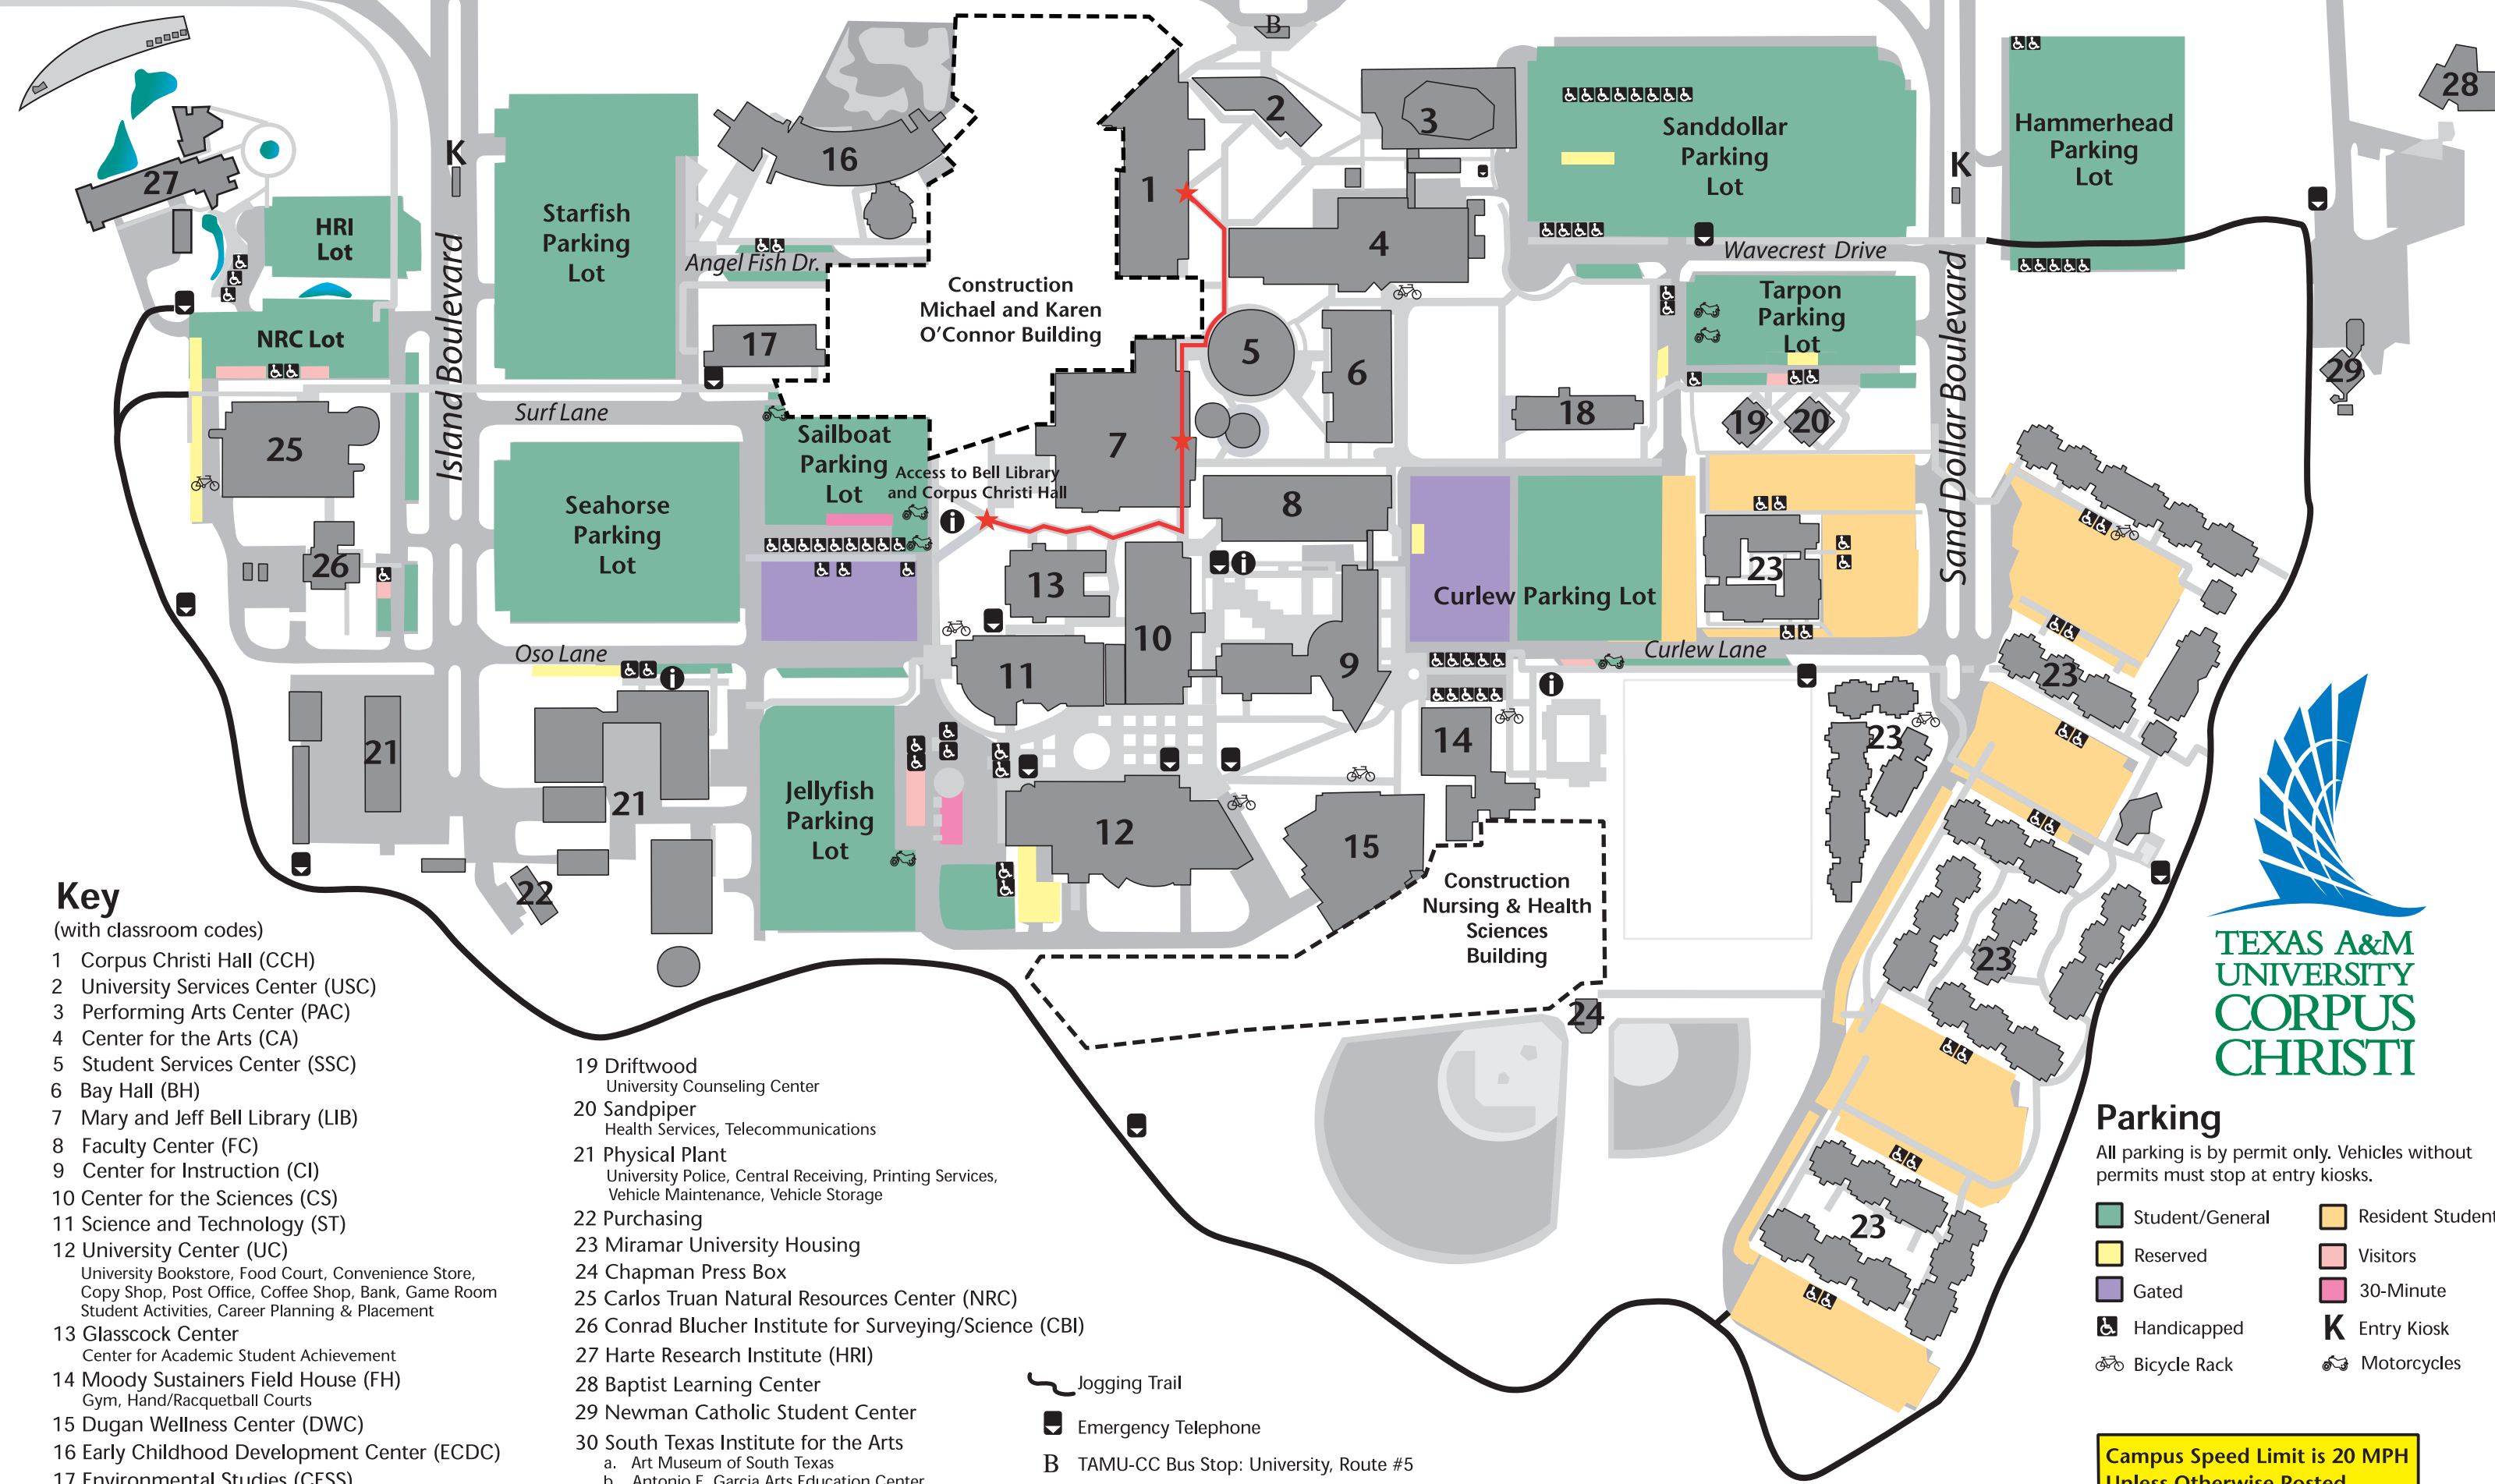 B
28
K
K
1
2
3
16
27
Sanddollar
Parking
Lot
Hammerhead
Parking
Lot
HRI
Lot
Starfish
Parking
Lot
4
Angel Fish Dr.
Wavecrest Drive
Construction
Michael and Karen
O'Connor Building
Tarpon
Parking
Lot
NRC Lot
17
5
6
29
Island Boulevard
Sand Dollar Boulevard
Surf Lane
18
19
20
25
Sailboat
Parking
Lot
Access to Bell Library
and Corpus Christi Hall
7
8
Seahorse
Parking
Lot
i
i
26
13
23
Curlew Parking Lot
10
Oso Lane
Curlew Lane
i
11
9
i
23
21
14
23
21
Jellyfish
Parking
Lot
12
15
22
Construction
Nursing & Health
Sciences
Building
23
24
23
TEXAS A&M
UNIVERSITY
CORPUS
CHRISTI
Key
(with classroom codes)
1 Corpus Christi Hall (CCH)
2 University Services Center (USC)
3 Performing Arts Center (PAC)
4 Center for the Arts (CA)
5 Student Services Center (SSC)
6 Bay Hall (BH)
7 Mary and Jeff Bell Library (LIB)
8 Faculty Center (FC)
9 Center for Instruction (CI)
10 Center for the Sciences (CS)
11 Science and Technology (ST)
12 University Center (UC)
University Bookstore, Food Court, Convenience Store,
Copy Shop, Post Office, Coffee Shop, Bank, Game Room
Student Activities, Career Planning & Placement
13 Glasscock Center
Center for Academic Student Achievement
14 Moody Sustainers Field House (FH)
Gym, Hand/Racquetball Courts
15 Dugan Wellness Center (DWC)
16 Early Childhood Development Center (ECDC)
17 Environmental Studies (CESS)
19 Driftwood
University Counseling Center
20 Sandpiper
Health Services, Telecommunications
21 Physical Plant
University Police, Central Receiving, Printing Services,
Vehicle Maintenance, Vehicle Storage
22 Purchasing
23 Miramar University Housing
24 Chapman Press Box
25 Carlos Truan Natural Resources Center (NRC)
26 Conrad Blucher Institute for Surveying/Science (CBI)
27 Harte Research Institute (HRI)
28 Baptist Learning Center
29 Newman Catholic Student Center
30 South Texas Institute for the Arts
a. Art Museum of South Texas
b. Antonio E. Garcia Arts Education Center
Jogging Trail
Emergency Telephone
B TAMU-CC Bus Stop: University, Route #5
Parking
All parking is by permit only. Vehicles without
permits must stop at entry kiosks.
Student/General
Resident Student
Reserved
Visitors
Gated
30-Minute
Handicapped
K Entry Kiosk
Bicycle Rack
Motorcycles
Campus Speed Limit is 20 MPH
Unless Otherwise Posted